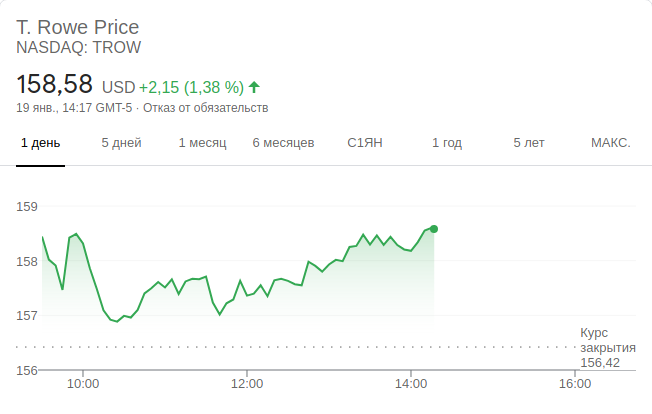 T. Rowe Price
NASDAQ: TROW
158,58 USD +2,15 (1,38 %)
19 янв., 14:17 GMT-5 · Отказ от обязательств
1 день 5 дней 1 месяц 6 месяцев С1ЯН 1 год 5 лет МАКС.
159
158
157
156
Курс
закрытия
156,42
10:00 12:00 14:00 16:00